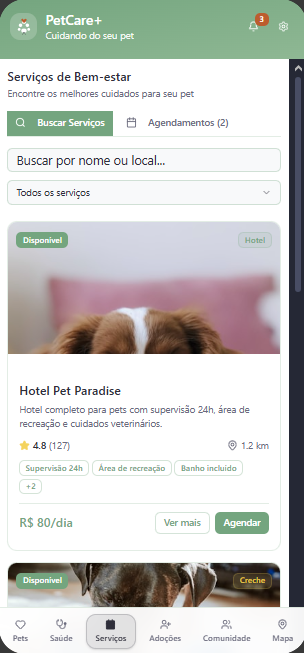 PetCare+
Cuidando do seu pet
3
Serviços de Bem-estar
Encontre os melhores cuidados para seu pet
Buscar Serviços
Agendamentos (2)
Buscar por nome ou local...
Todos os serviços
Disponível
Hotel
Hotel Pet Paradise
Hotel completo para pets com supervisão 24h, área de
recreação e cuidados veterinários.
4.8 (127)
1.2 km
Supervisão 24h
Área de recreação
Banho incluído
+2
R$ 80/dia
Ver mais
Agendar
Disponível
Creche
Pets
Saúde
Serviços
Adoções
Comunidade
Mapa